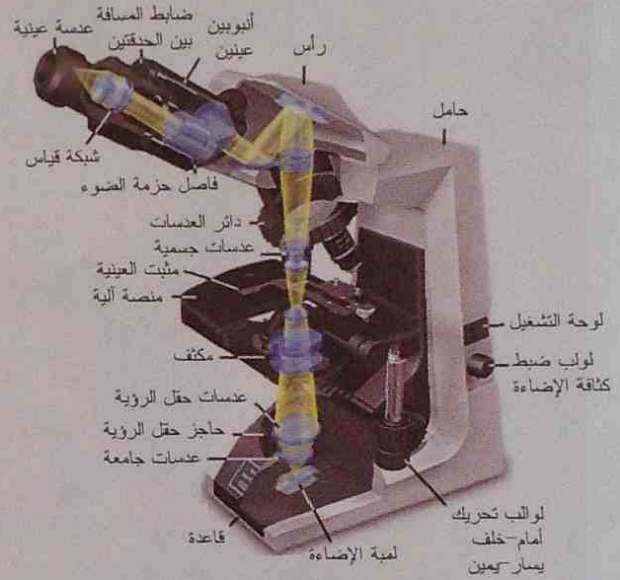 عدسة عينية
ضابط المسافة
بين الحدقتين
أنبوبين
عينين
رأس
حامل
شبكة قياس
فاصل حزمة الضوء
دائر العدسات
عدسات جسمية
مثبت العينية
منصة آلية
مكثف
لوحة التشغيل
لولب ضبط
كثافة الإضاءة
عدسات حقل الرؤية
حاجز حقل الرؤية
عدسات جامعة
قاعدة
لمبة الإضاءة
لوالب تحريك
أمام-خلف
يسار-يمين